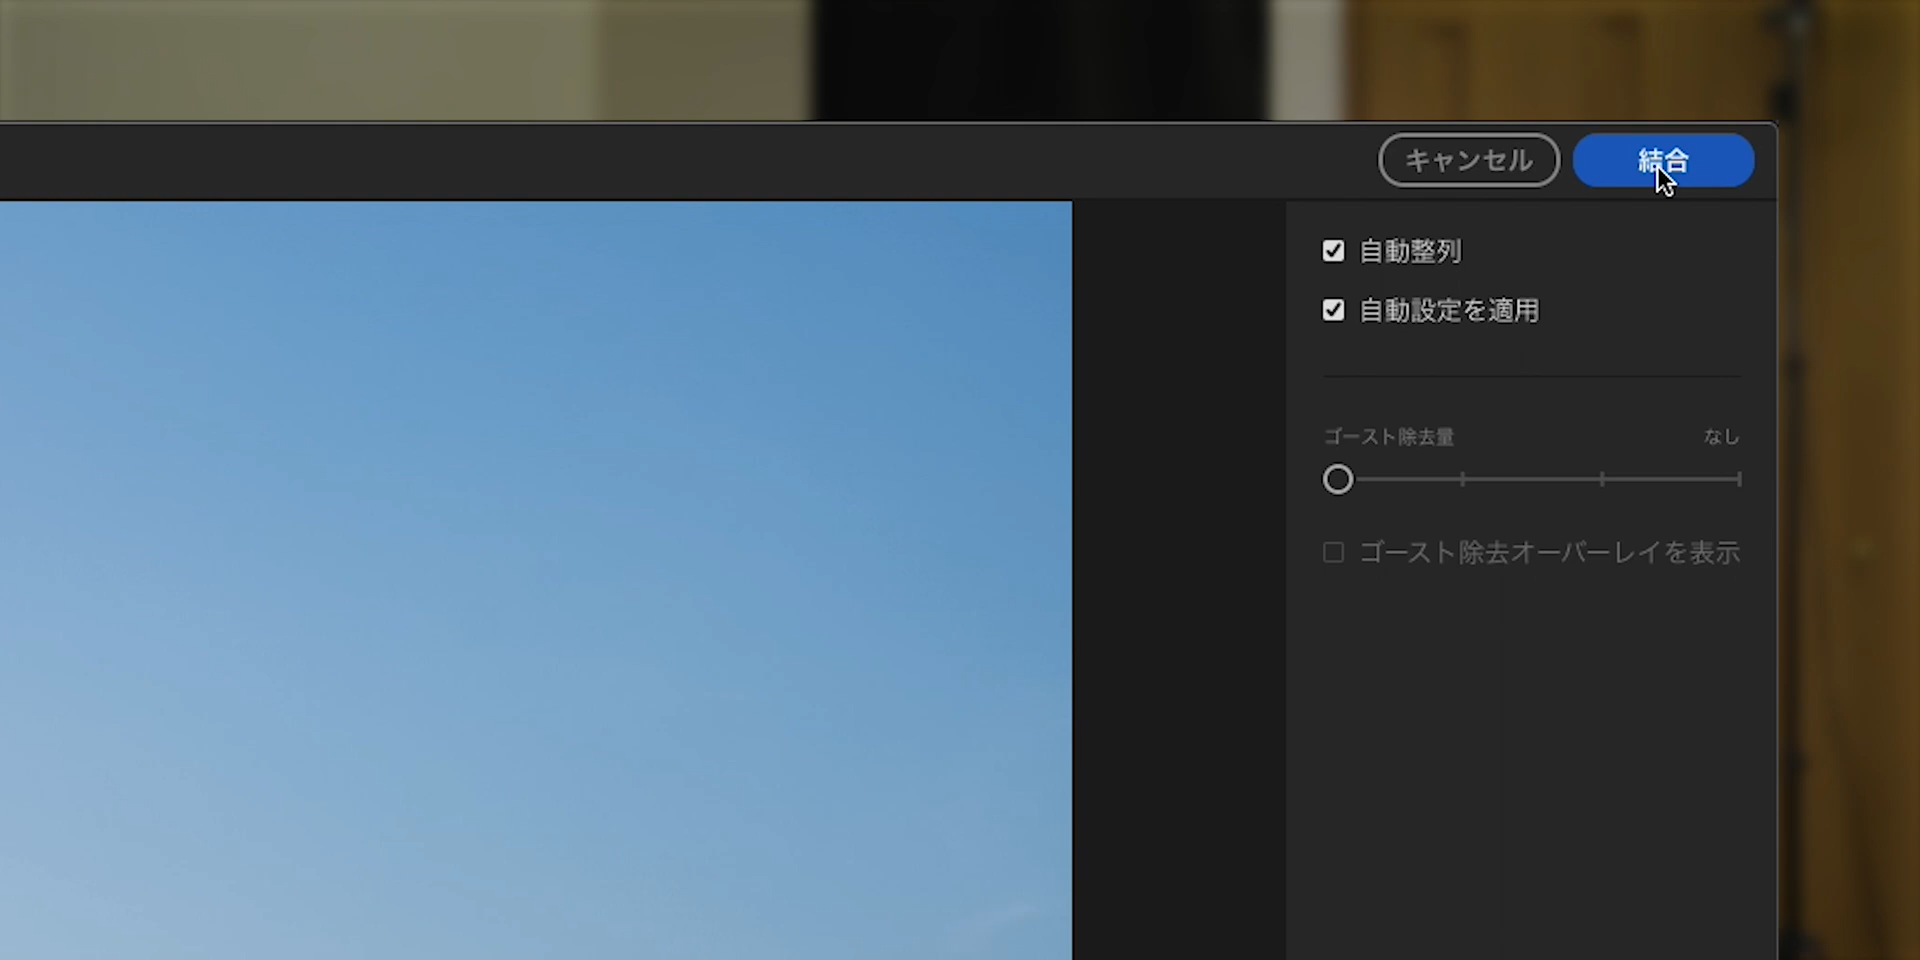 キャンセル 結合
自動整列
自動設定を適用
ゴースト除去量 なし
ゴースト除去オーバーレイを表示